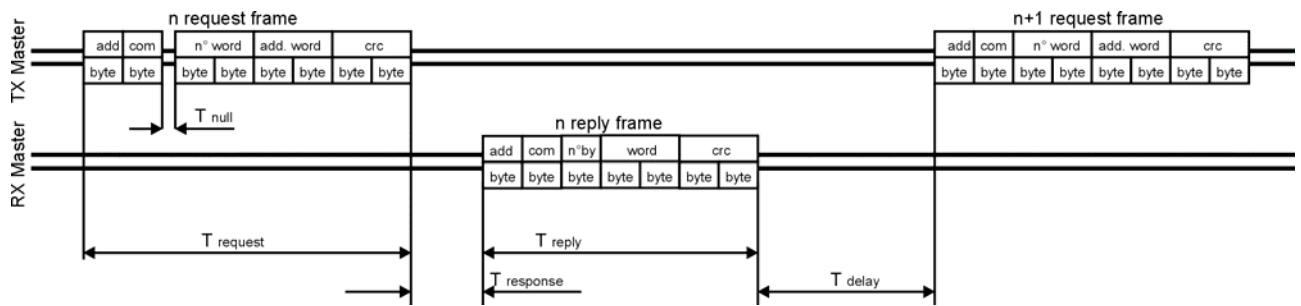 n request frame
n+1 request frame
TX Master
add com n° word add. word crc
add com n° word add. word crc
byte byte byte byte byte byte byte byte
byte byte byte byte byte byte byte byte
T null
n reply frame
RX Master
add com n°by word crc
byte byte byte byte byte byte byte
T request
T reply
T response
T delay